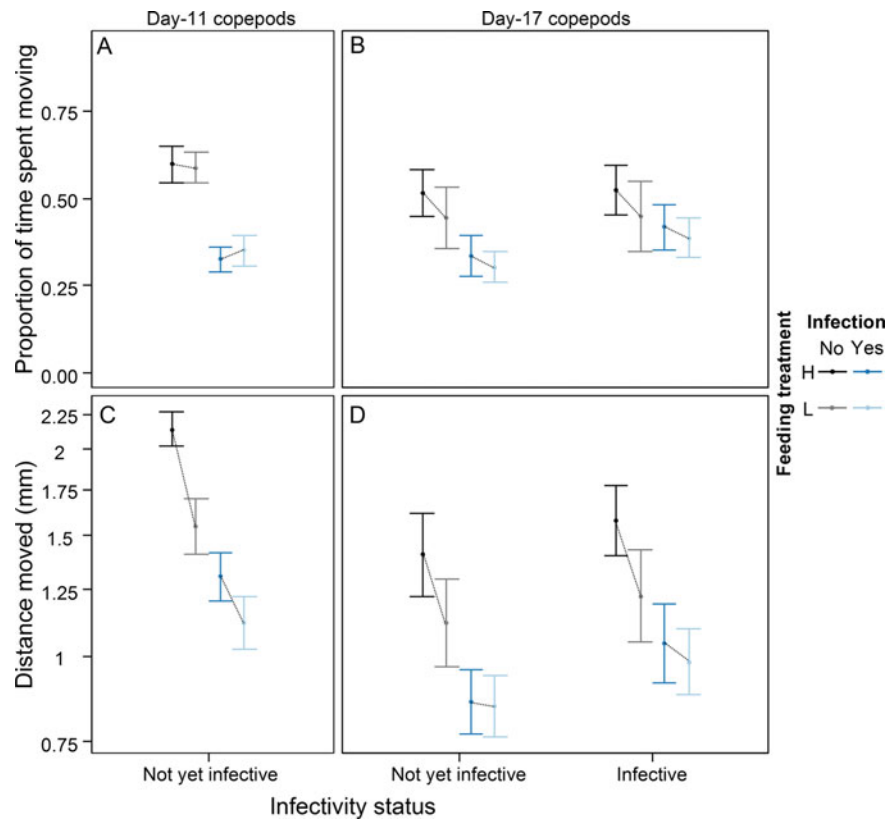 Day-11 copepods
Day-17 copepods
A
B
Proportion of time spent moving
0.75
0.50
0.25
0.00
Infection
No Yes
Feeding treatment
H
L
C
D
Distance moved (mm)
2.25
2
1.75
1.5
1.25
1
0.75
Not yet infective
Not yet infective
Infective
Infectivity status